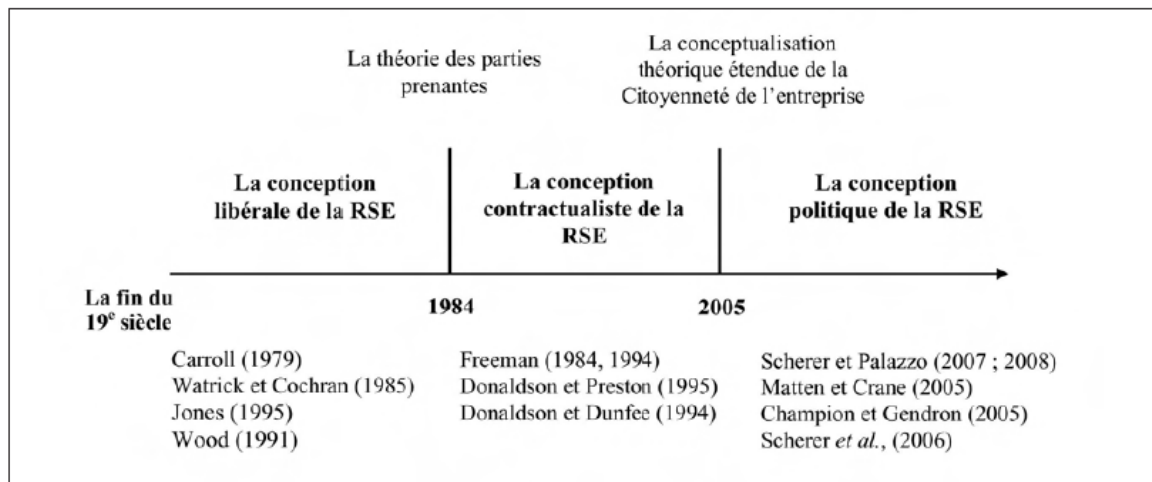 La théorie des parties
prenantes
La conceptualisation
théorique étendue de la
Citoyenneté de l'entreprise
La conception
libérale de la RSE
La conception
contractualiste de la
RSE
La conception
politique de la RSE
La fin du
19e siècle
1984
2005
Carroll (1979)
Watrick et Cochran (1985)
Jones (1995)
Wood (1991)
Freeman (1984, 1994)
Donaldson et Preston (1995)
Donaldson et Dunfee (1994)
Scherer et Palazzo (2007 ; 2008)
Matten et Crane (2005)
Champion et Gendron (2005)
Scherer et al., (2006)